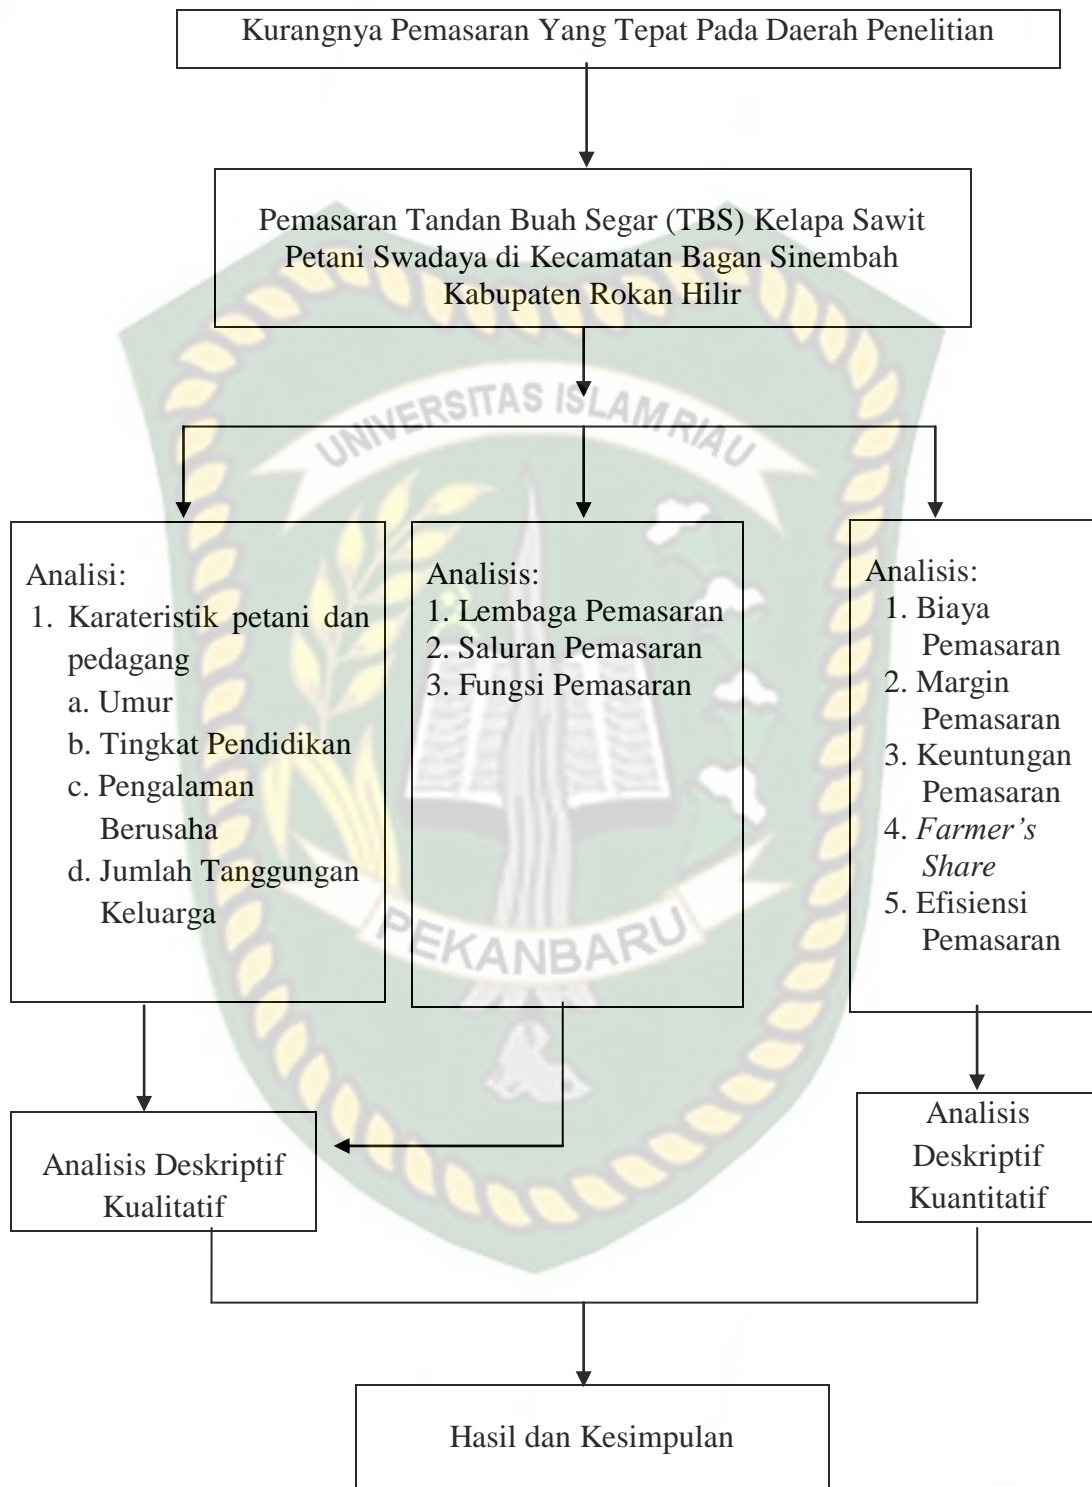 Kurangnya Pemasaran Yang Tepat Pada Daerah Penelitian
Pemasaran Tandan Buah Segar (TBS) Kelapa Sawit
Petani Swadaya di Kecamatan Bagan Sinembah
Kabupaten Rokan Hilir
UNIVERSITAS ISLAM RIAU
Analisi:
1. Karateristik petani dan
pedagang
a. Umur
b. Tingkat Pendidikan
c. Pengalaman
Berusaha
d. Jumlah Tanggungan
Keluarga
Analisis:
1. Lembaga Pemasaran
2. Saluran Pemasaran
3. Fungsi Pemasaran
Analisis:
1. Biaya
Pemasaran
2. Margin
Pemasaran
3. Keuntungan
Pemasaran
4. Farmer’s
Share
5. Efisiensi
Pemasaran
PEKANBARU
Analisis Deskriptif
Kualitatif
Analisis
Deskriptif
Kuantitatif
Hasil dan Kesimpulan